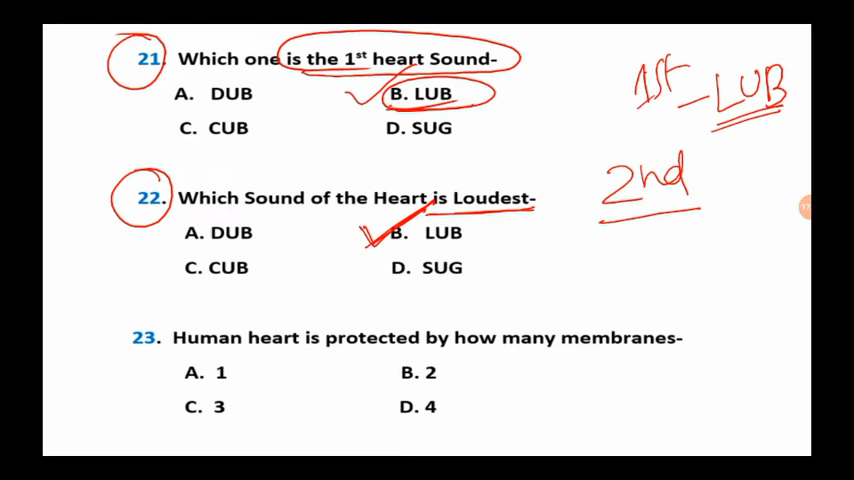 21. Which one is the 1st heart Sound-
A. DUB
B. LUB
C. CUB
D. SUG
1st - LUB
2nd
22. Which Sound of the Heart is Loudest-
A. DUB
B. LUB
C. CUB
D. SUG
23. Human heart is protected by how many membranes-
A. 1
B. 2
C. 3
D. 4